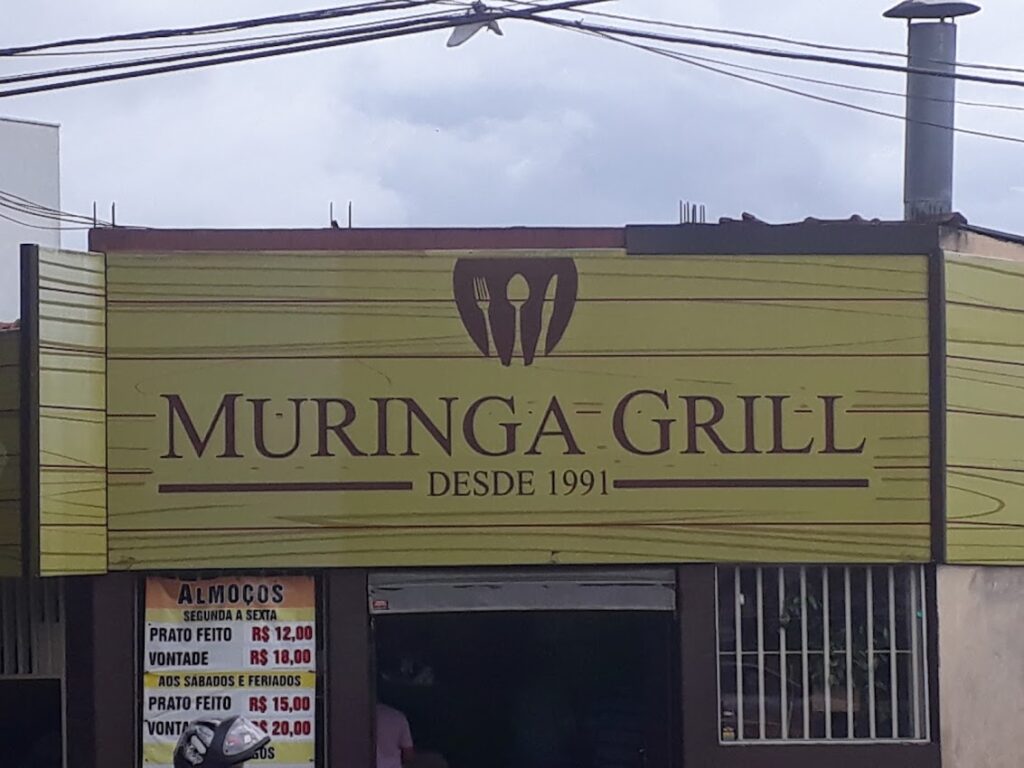 MURINGA GRILL
DESDE 1991
ALMOÇOS
SEGUNDA A SEXTA
PRATO FEITO R$ 12,00
VONTADE R$ 18,00
AOS SÁBADOS E FERIADOS
PRATO FEITO R$ 15,00
R$ 20,00